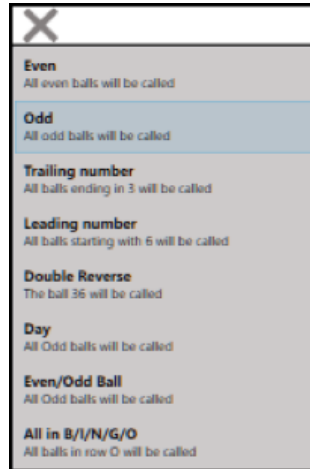 Even
All even balls will be called
Odd
All odd balls will be called
Trailing number
All balls ending in 3 will be called
Leading number
All balls starting with 6 will be called
Double Reverse
The ball 36 will be called
Day
All Odd balls will be called
Even/Odd Ball
All Odd balls will be called
All in B/I/N/G/O
All balls in row O will be called